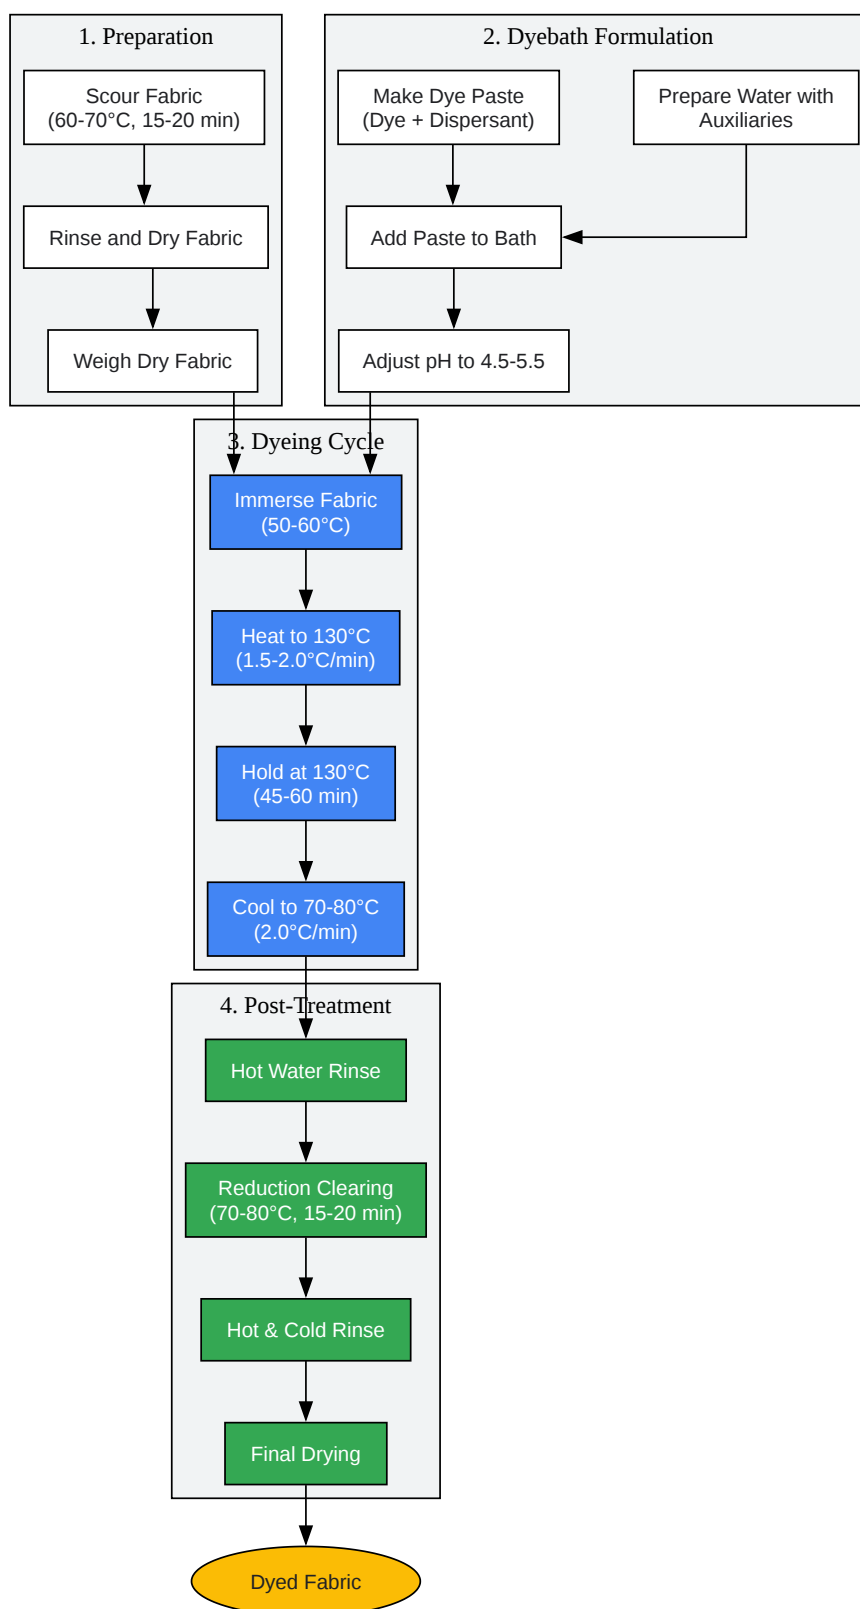 1. Preparation
Scour Fabric
(60-70°C, 15-20 min)
Rinse and Dry Fabric
Weigh Dry Fabric
2. Dyebath Formulation
Make Dye Paste
(Dye + Dispersant)
Prepare Water with
Auxiliaries
Add Paste to Bath
Adjust pH to 4.5-5.5
3. Dyeing Cycle
Immerse Fabric
(50-60°C)
Heat to 130°C
(1.5-2.0°C/min)
Hold at 130°C
(45-60 min)
Cool to 70-80°C
(2.0°C/min)
4. Post-Treatment
Hot Water Rinse
Reduction Clearing
(70-80°C, 15-20 min)
Hot & Cold Rinse
Final Drying
Dyed Fabric